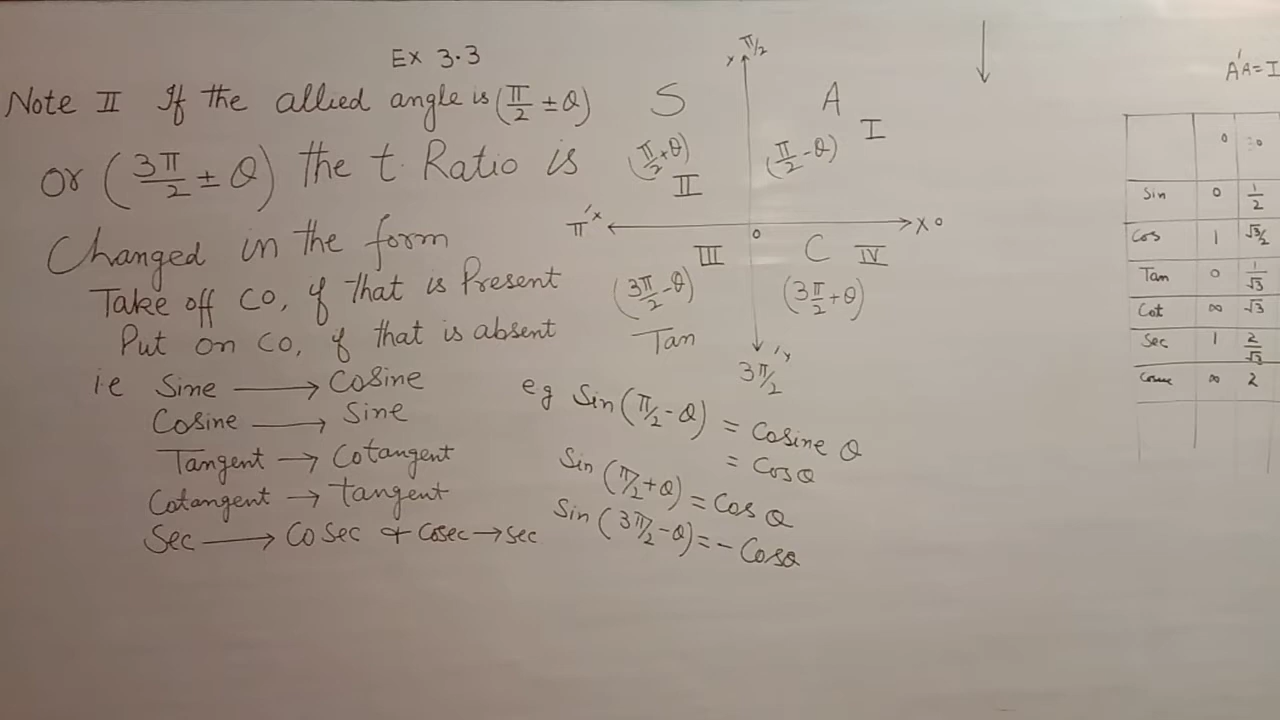 Ex 3.3
Note II If the allied angle is (π/2 ± θ)
or (3π/2 ± θ) the t. Ratio is
Changed in the form
Take off co, if that is Present
Put on co, if that is absent
i.e Sine → Cosine
Cosine → Sine
Tangent → Cotangent
Cotangent → tangent
Sec → Cosec & Cosec → sec
y π/2
S A
I
(π/2+θ) (π/2-θ)
II
π x' 0 X 0
III C IV
(3π/2-θ) (3π/2+θ)
Tan
y'
3π/2
e.g Sin(π/2-θ) = Cosine θ
= Cosθ
Sin(π/2+θ) = Cos θ
Sin(3π/2-θ) = -Cosθ
A'A=I
0
Sin 0 1/2
Cos 1 √3/2
Tan 0 1/√3
Cot ∞ √3
Sec 1 2/√3
∞ 2